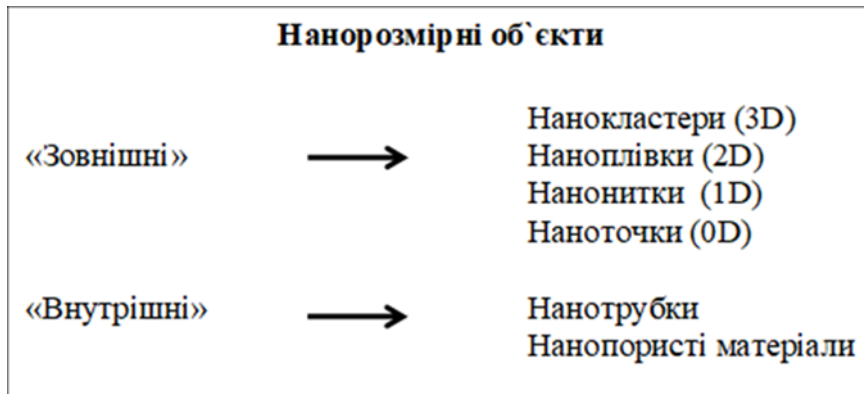 Нанорозмірні об`єкти
Нанокластери (3D)
«Зовнішні»
Наноплівки (2D)
Нанонитки (1D)
Наноточки (0D)
«Внутрішні»
Нанотрубки
Нанопористі матеріали